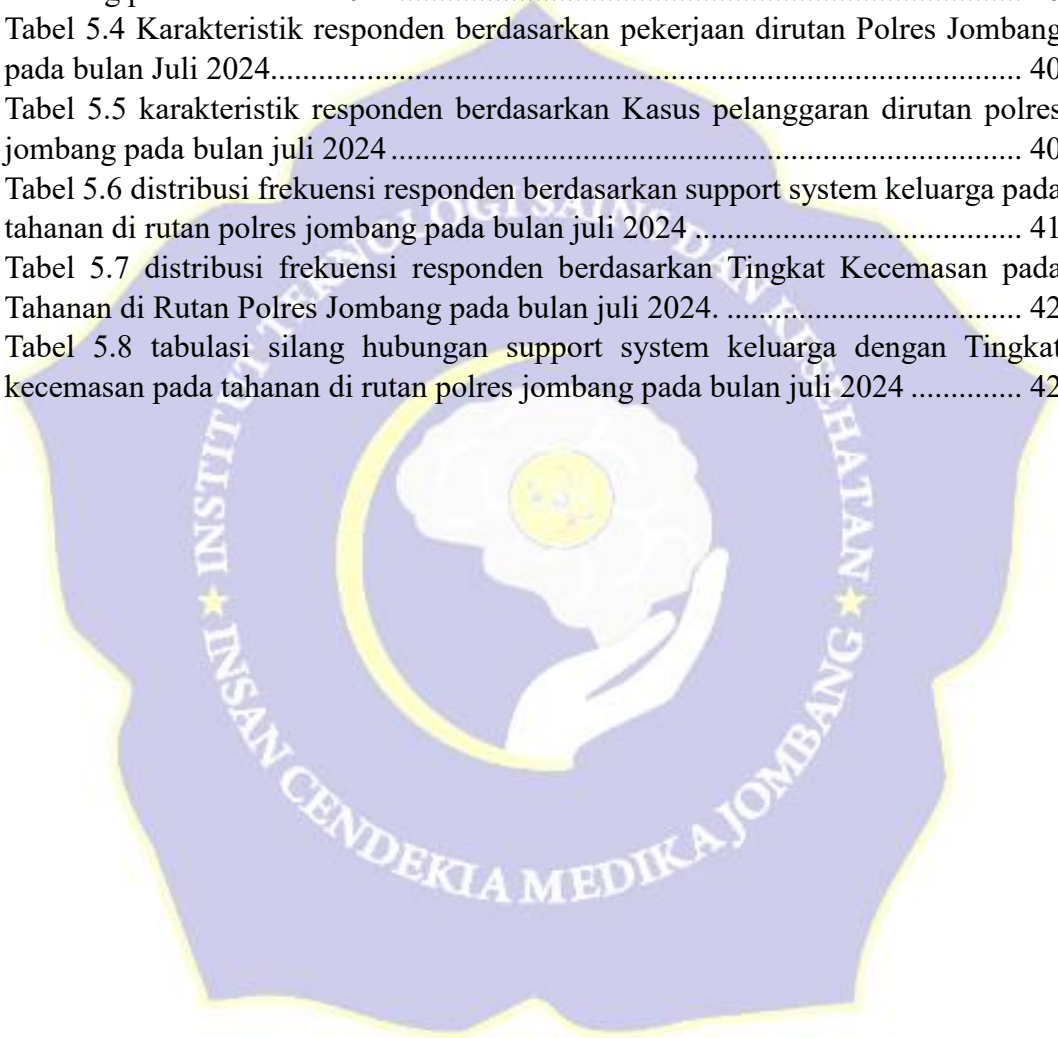 Tabel 5.4 Karakteristik responden berdasarkan pekerjaan dirutan Polres Jombang
pada bulan Juli 2024........................................................................................................ 40
Tabel 5.5 karakteristik responden berdasarkan Kasus pelanggaran dirutan polres
jombang pada bulan juli 2024 ........................................................................................ 40
Tabel 5.6 distribusi frekuensi responden berdasarkan support system keluarga pada
tahanan di rutan polres jombang pada bulan juli 2024 ............................................. 41
Tabel 5.7 distribusi frekuensi responden berdasarkan Tingkat Kecemasan pada
Tahanan di Rutan Polres Jombang pada bulan juli 2024. ........................................ 42
Tabel 5.8 tabulasi silang hubungan support system keluarga dengan Tingkat
kecemasan pada tahanan di rutan polres jombang pada bulan juli 2024 .............. 42
INSTITUT TEKNOLOGI SAINS DAN KESEHATAN
INSAN CENDEKIA MEDIKA JOMBANG